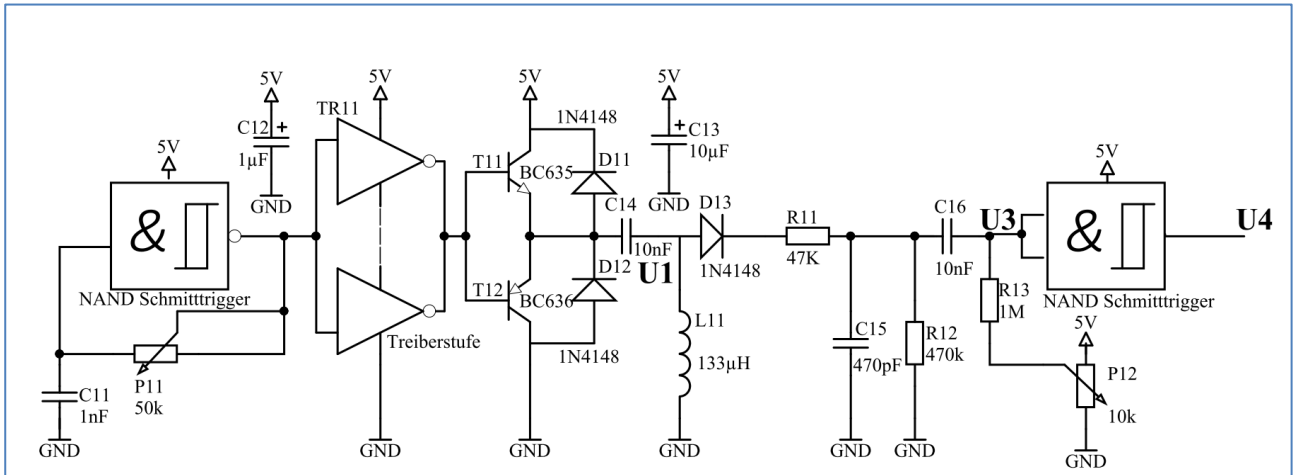 5V
&
NAND Schmitttrigger
P11
50k
C11
1nF
GND
5V
C12
+
1µF
GND
TR11
5V
Treiberstufe
GND
5V
T11
BC635
1N4148
D11
T12
BC636
D12
1N4148
GND
C14
10nF
U1
C13
+
10µF
5V
GND
L11
133µH
GND
D13
1N4148
R11
47K
C15
470pF
GND
R12
470k
GND
C16
10nF
U3
R13
1M
5V
&
NAND Schmitttrigger
U4
5V
P12
10k
GND